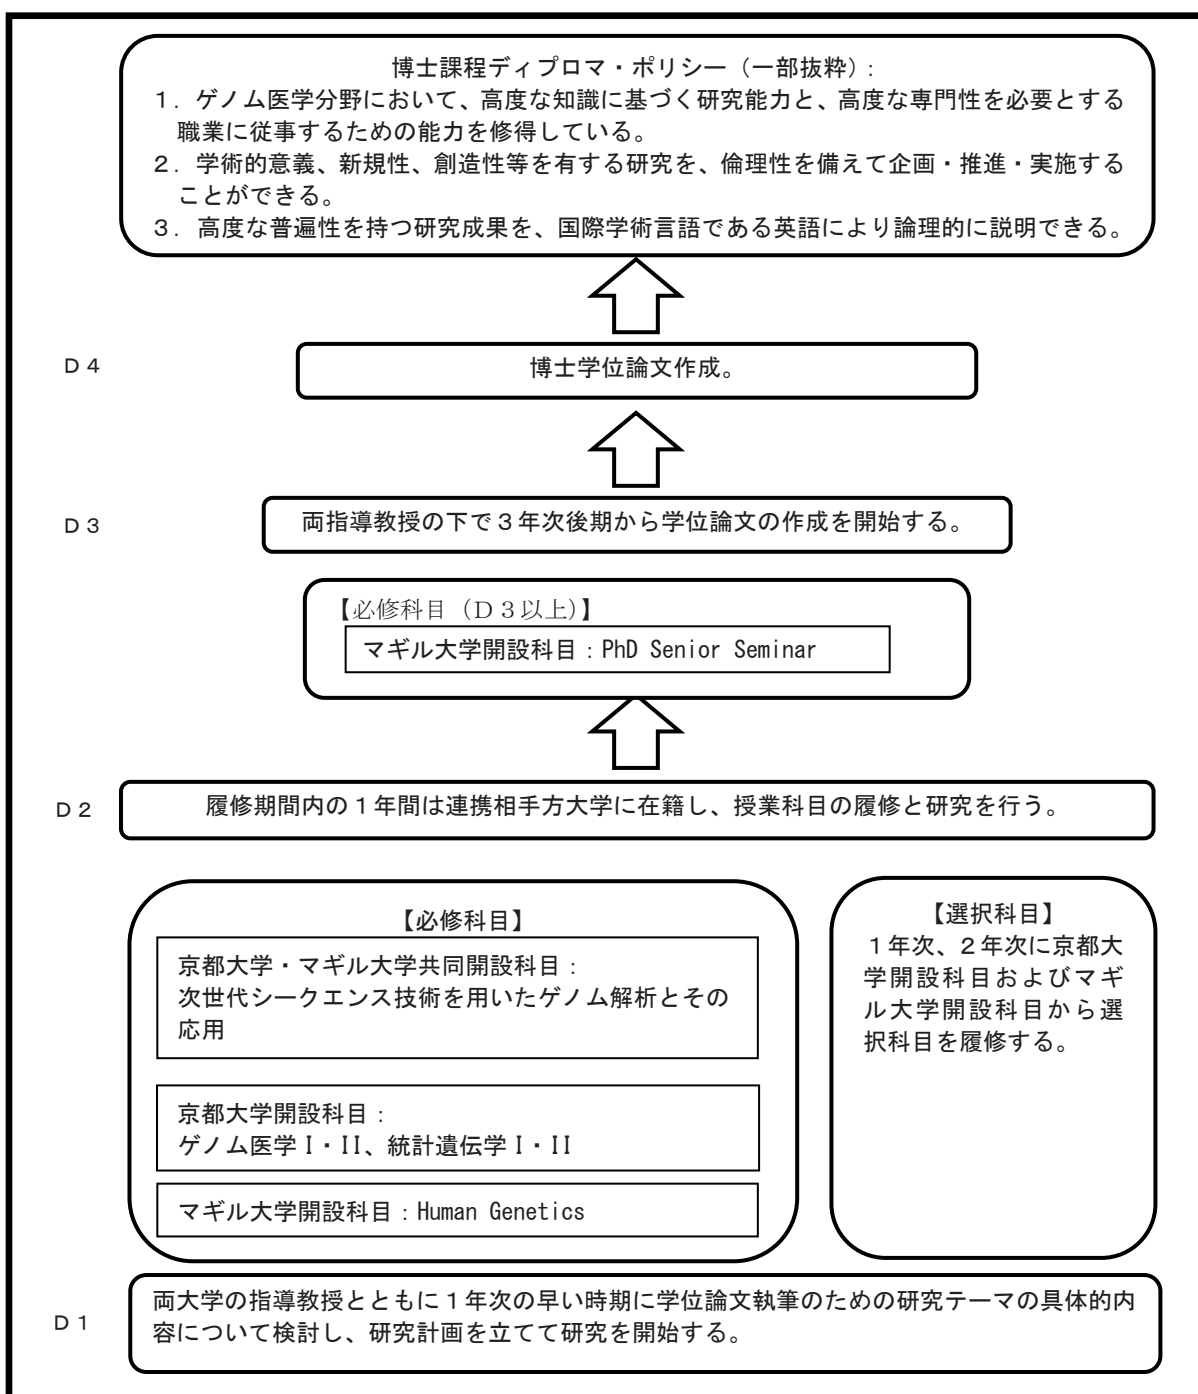 博士課程ディプロマ・ポリシー（一部抜粋）:
１．ゲノム医学分野において、高度な知識に基づく研究能力と、高度な専門性を必要とする
職業に従事するための能力を修得している。
２．学術的意義、新規性、創造性等を有する研究を、倫理性を備えて企画・推進・実施する
ことができる。
３．高度な普遍性を持つ研究成果を、国際学術言語である英語により論理的に説明できる。
Ｄ４
博士学位論文作成。
Ｄ３
両指導教授の下で３年次後期から学位論文の作成を開始する。
【必修科目（Ｄ３以上）】
マギル大学開設科目：PhD Senior Seminar
Ｄ２
履修期間内の１年間は連携相手方大学に在籍し、授業科目の履修と研究を行う。
【必修科目】
京都大学・マギル大学共同開設科目：
次世代シークエンス技術を用いたゲノム解析とその
応用
京都大学開設科目：
ゲノム医学 I・II、統計遺伝学 I・II
マギル大学開設科目：Human Genetics
【選択科目】
１年次、２年次に京都大
学開設科目およびマギ
ル大学開設科目から選
択科目を履修する。
Ｄ１
両大学の指導教授とともに１年次の早い時期に学位論文執筆のための研究テーマの具体的内
容について検討し、研究計画を立てて研究を開始する。